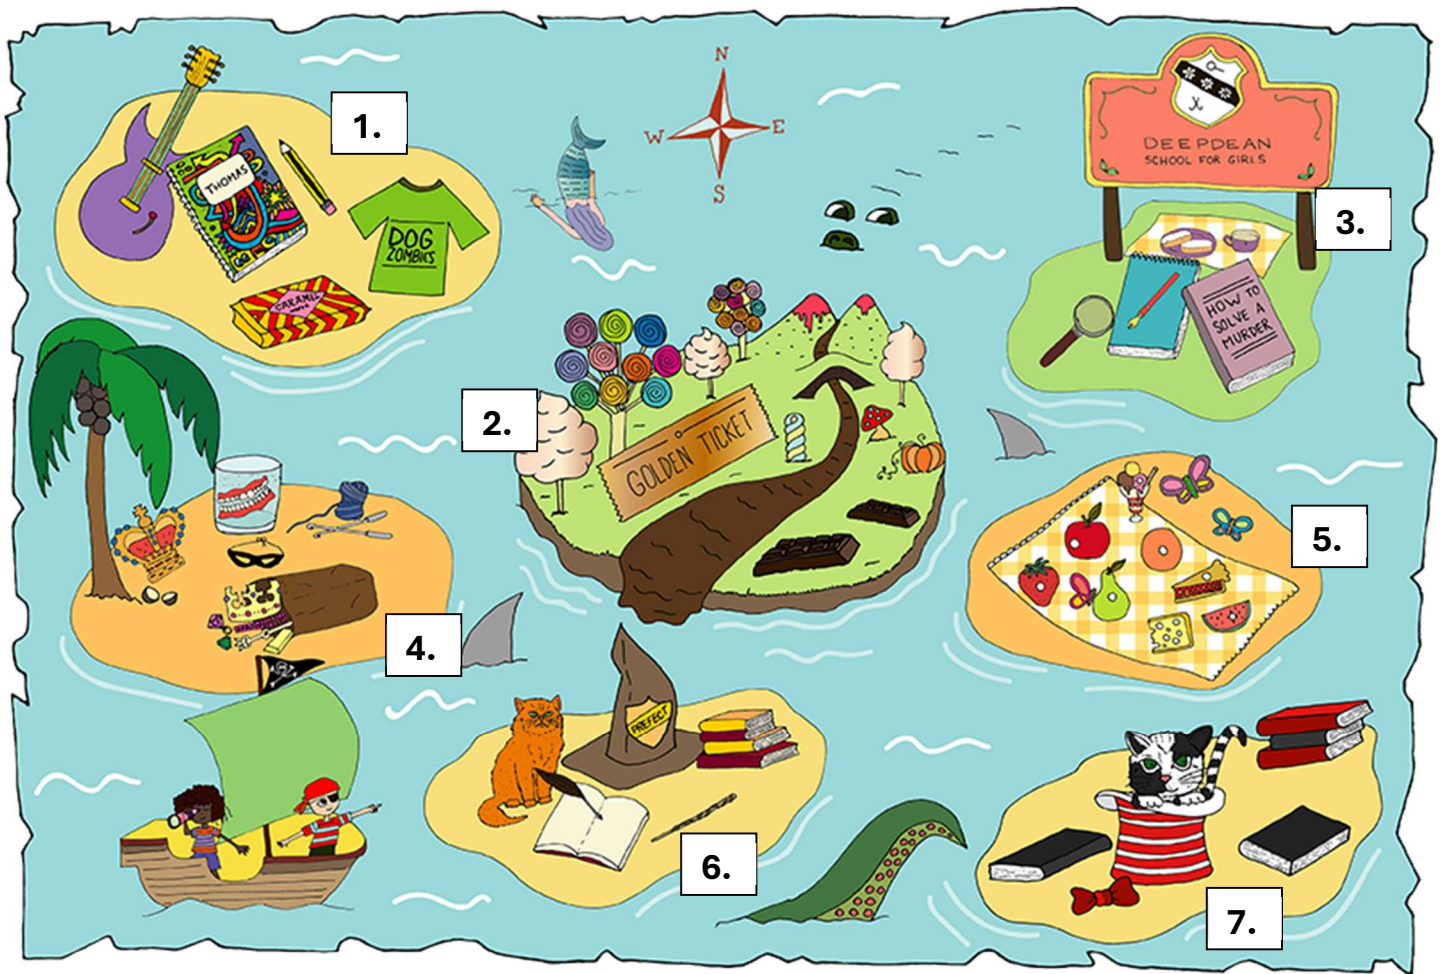 N
W E
S
1.
THOMAS
DOG
ZOMBIES
CARAMEL
DEEPDEAN
SCHOOL FOR GIRLS
3.
HOW TO
SOLVE A
MURDER
2.
GOLDEN TICKET
5.
4.
PREFECT
6.
7.